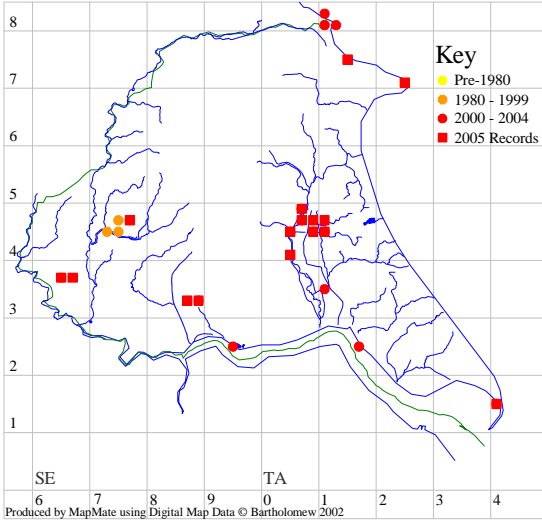 8
7
6
5
4
3
2
1
Key
Pre-1980
1980 - 1999
2000 - 2004
2005 Records
SE TA
6 7 8 9 0 1 2 3 4
Produced by MapMate using Digital Map Data © Bartholomew 2002